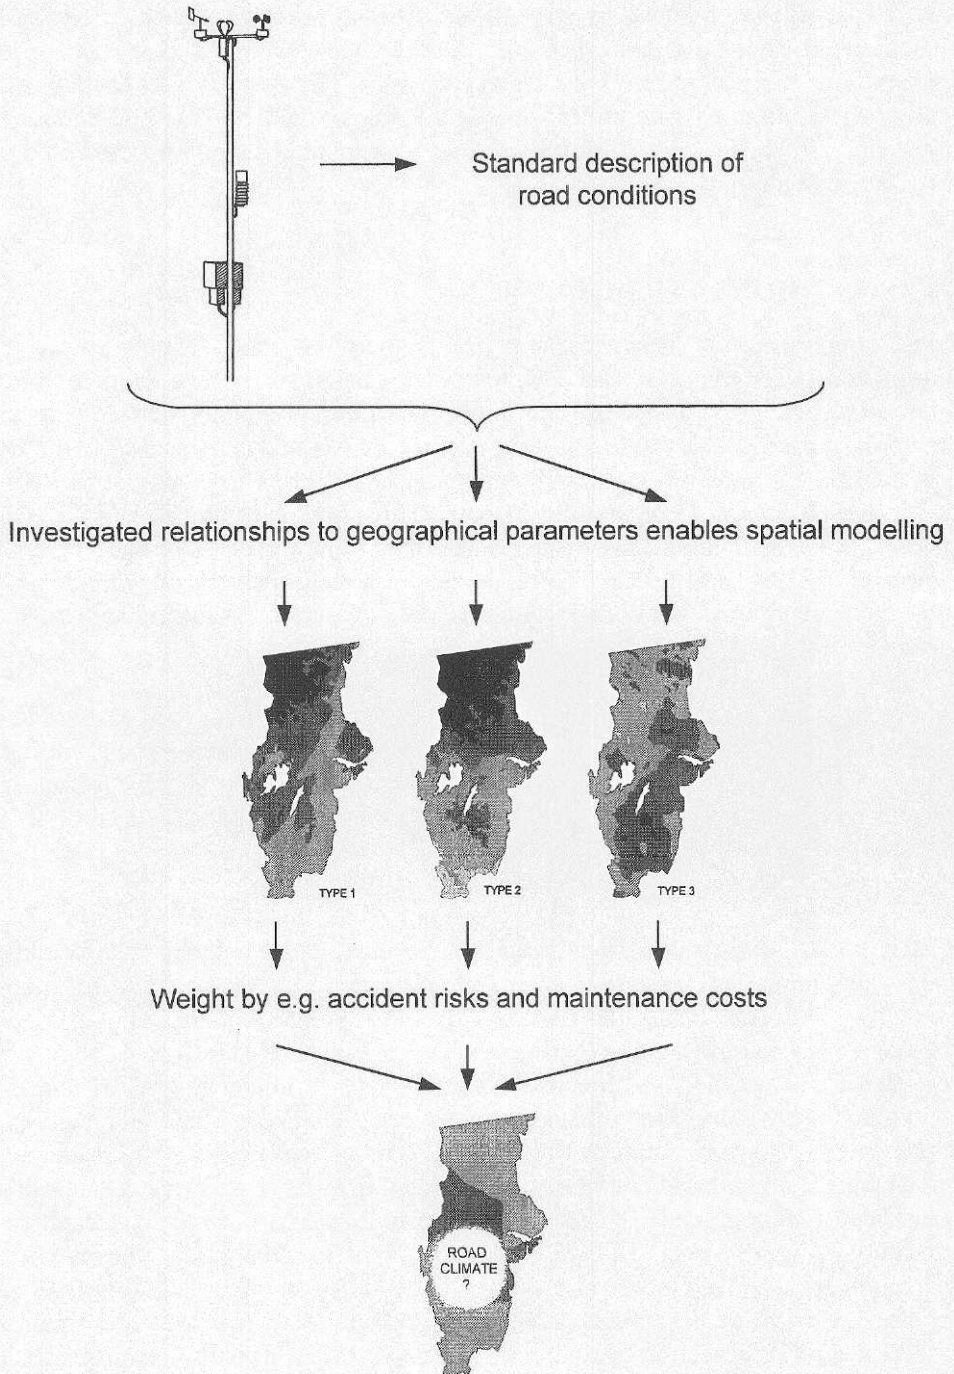 Standard description of
road conditions
Investigated relationships to geographical parameters enables spatial modelling
TYPE 1
TYPE 2
TYPE 3
Weight by e.g. accident risks and maintenance costs
ROAD
CLIMATE
?